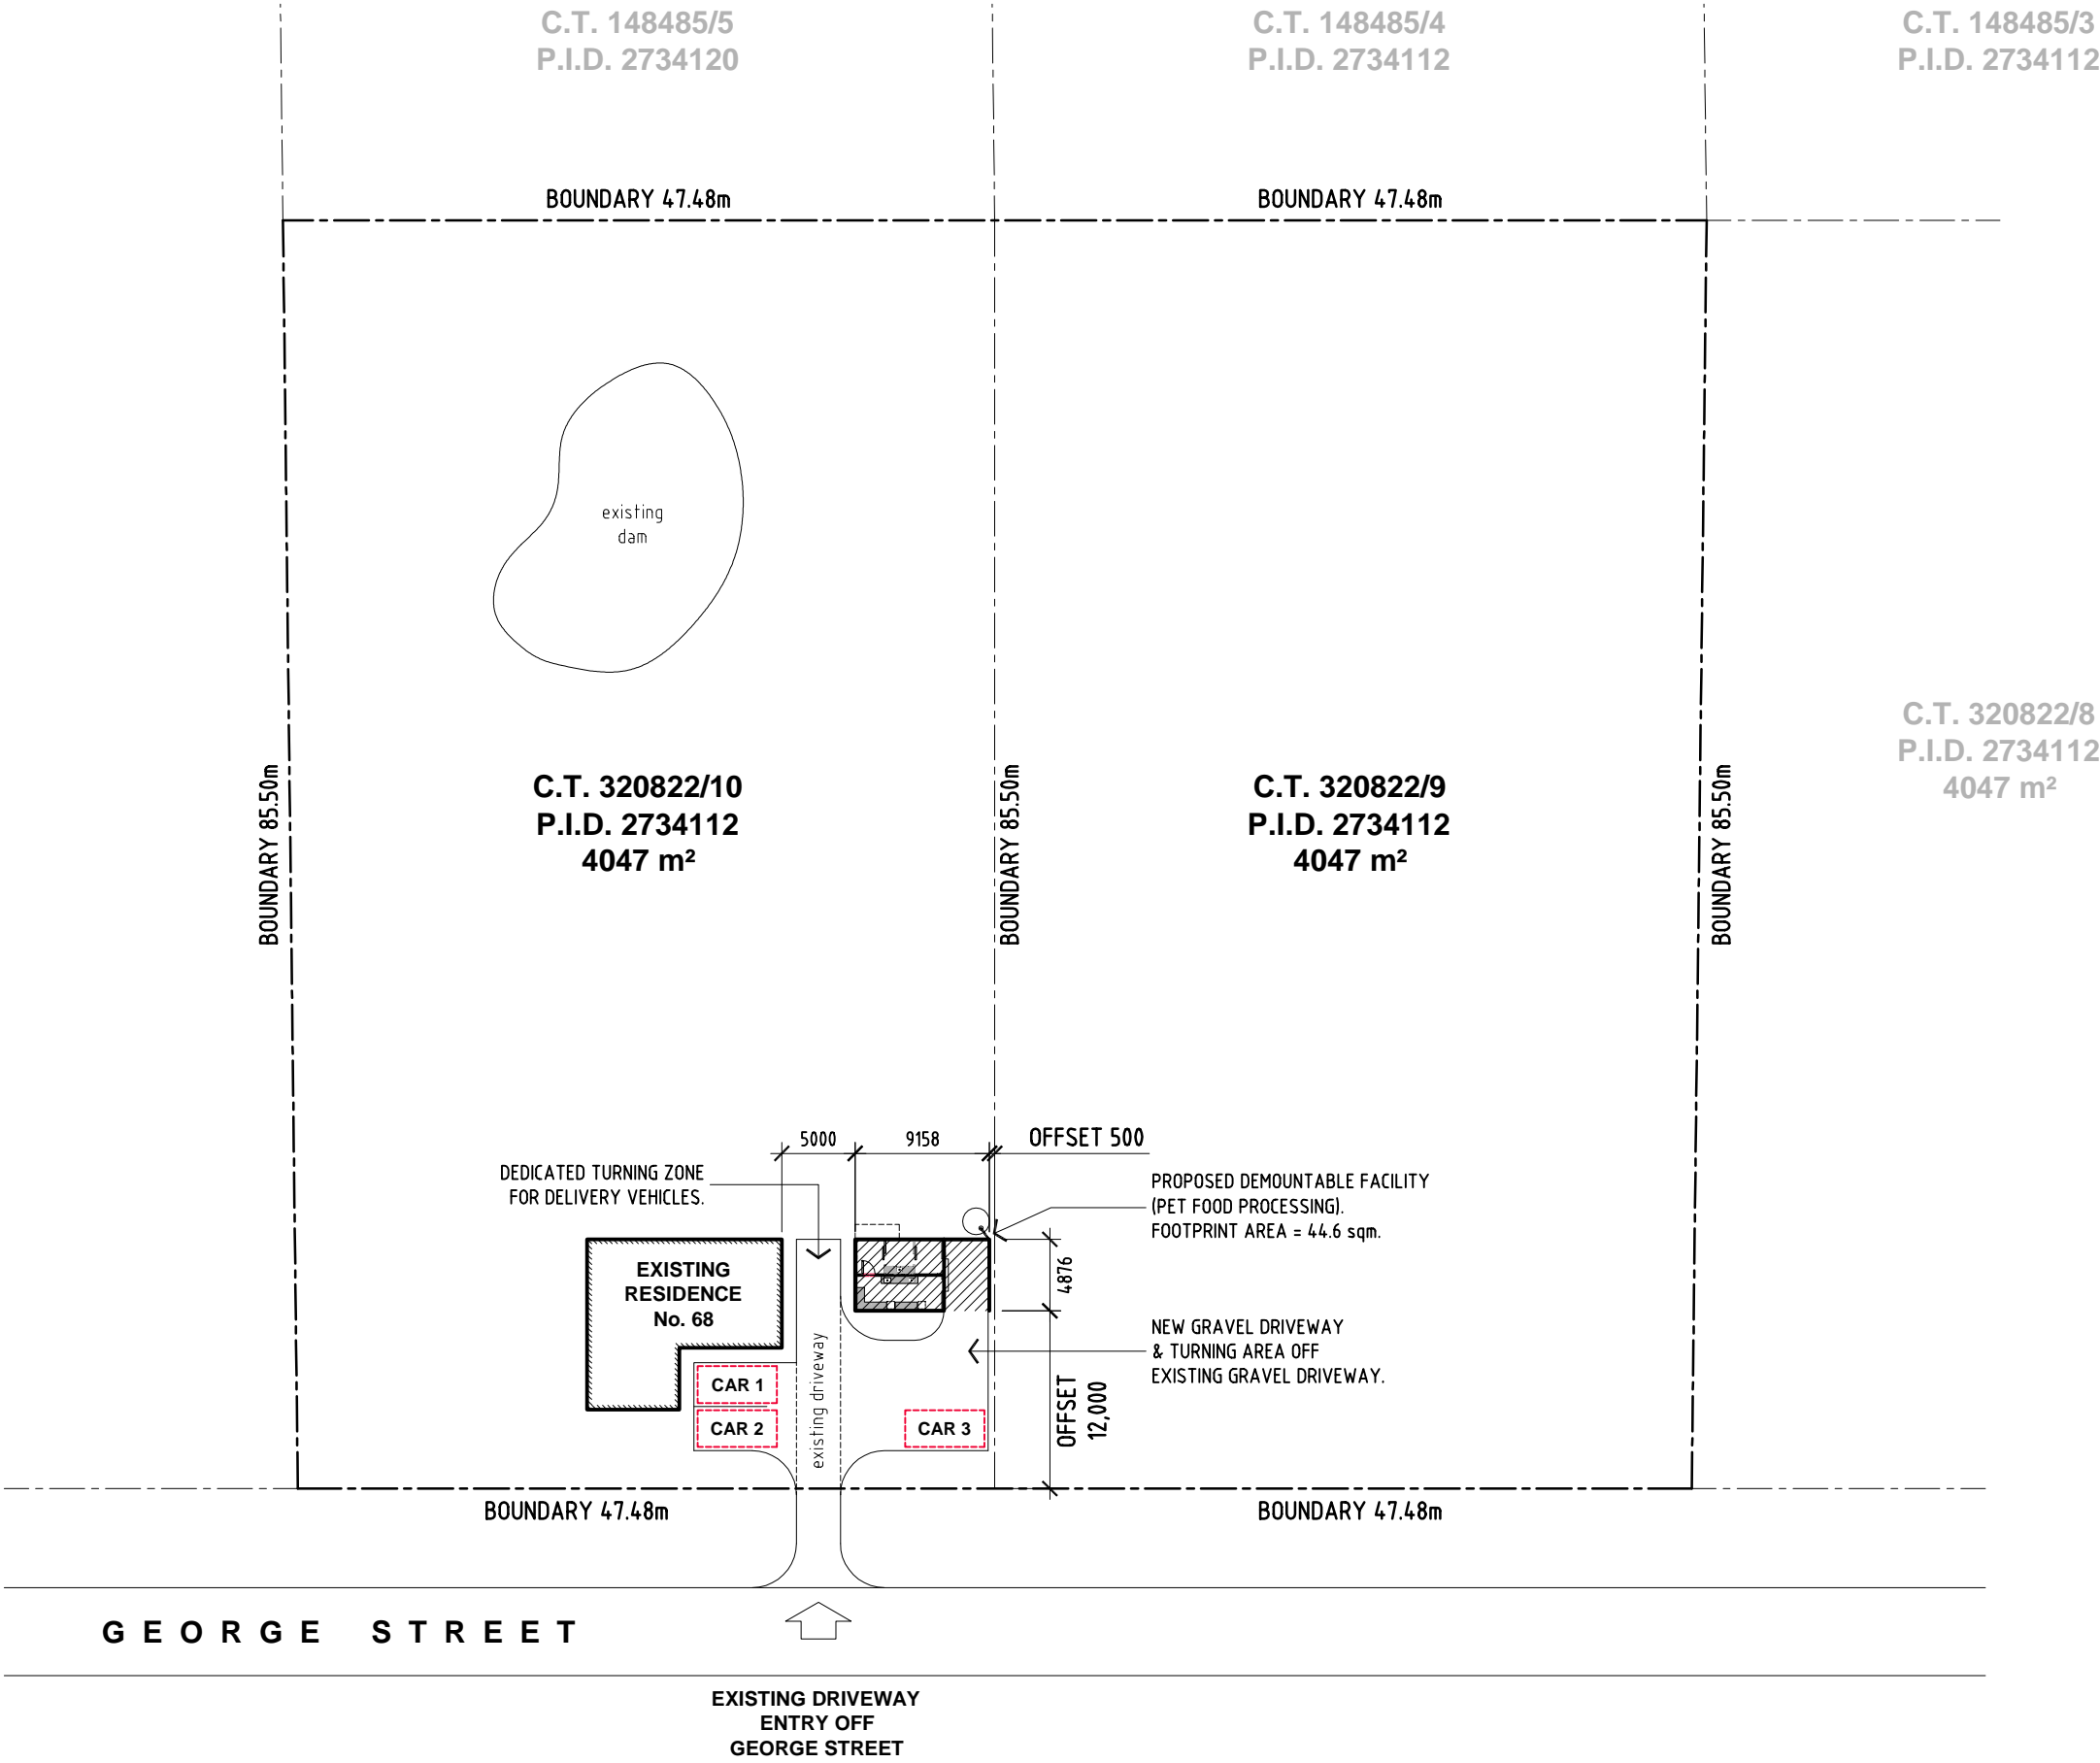 C.T. 148485/5
P.I.D. 2734120
C.T. 148485/4
P.I.D. 2734112
C.T. 148485/3
P.I.D. 2734112
BOUNDARY 47.48m
BOUNDARY 47.48m
existing
dam
C.T. 320822/8
P.I.D. 2734112
4047 m²
BOUNDARY 85.50m
C.T. 320822/10
P.I.D. 2734112
4047 m²
BOUNDARY 85.50m
C.T. 320822/9
P.I.D. 2734112
4047 m²
BOUNDARY 85.50m
5000
9158
OFFSET 500
DEDICATED TURNING ZONE
FOR DELIVERY VEHICLES.
PROPOSED DEMOUNTABLE FACILITY
(PET FOOD PROCESSING).
FOOTPRINT AREA = 44.6 sqm.
4876
EXISTING
RESIDENCE
No. 68
NEW GRAVEL DRIVEWAY
& TURNING AREA OFF
EXISTING GRAVEL DRIVEWAY.
existing driveway
CAR 1
CAR 2
CAR 3
OFFSET
12,000
BOUNDARY 47.48m
BOUNDARY 47.48m
GEORGE STREET
EXISTING DRIVEWAY
ENTRY OFF
GEORGE STREET